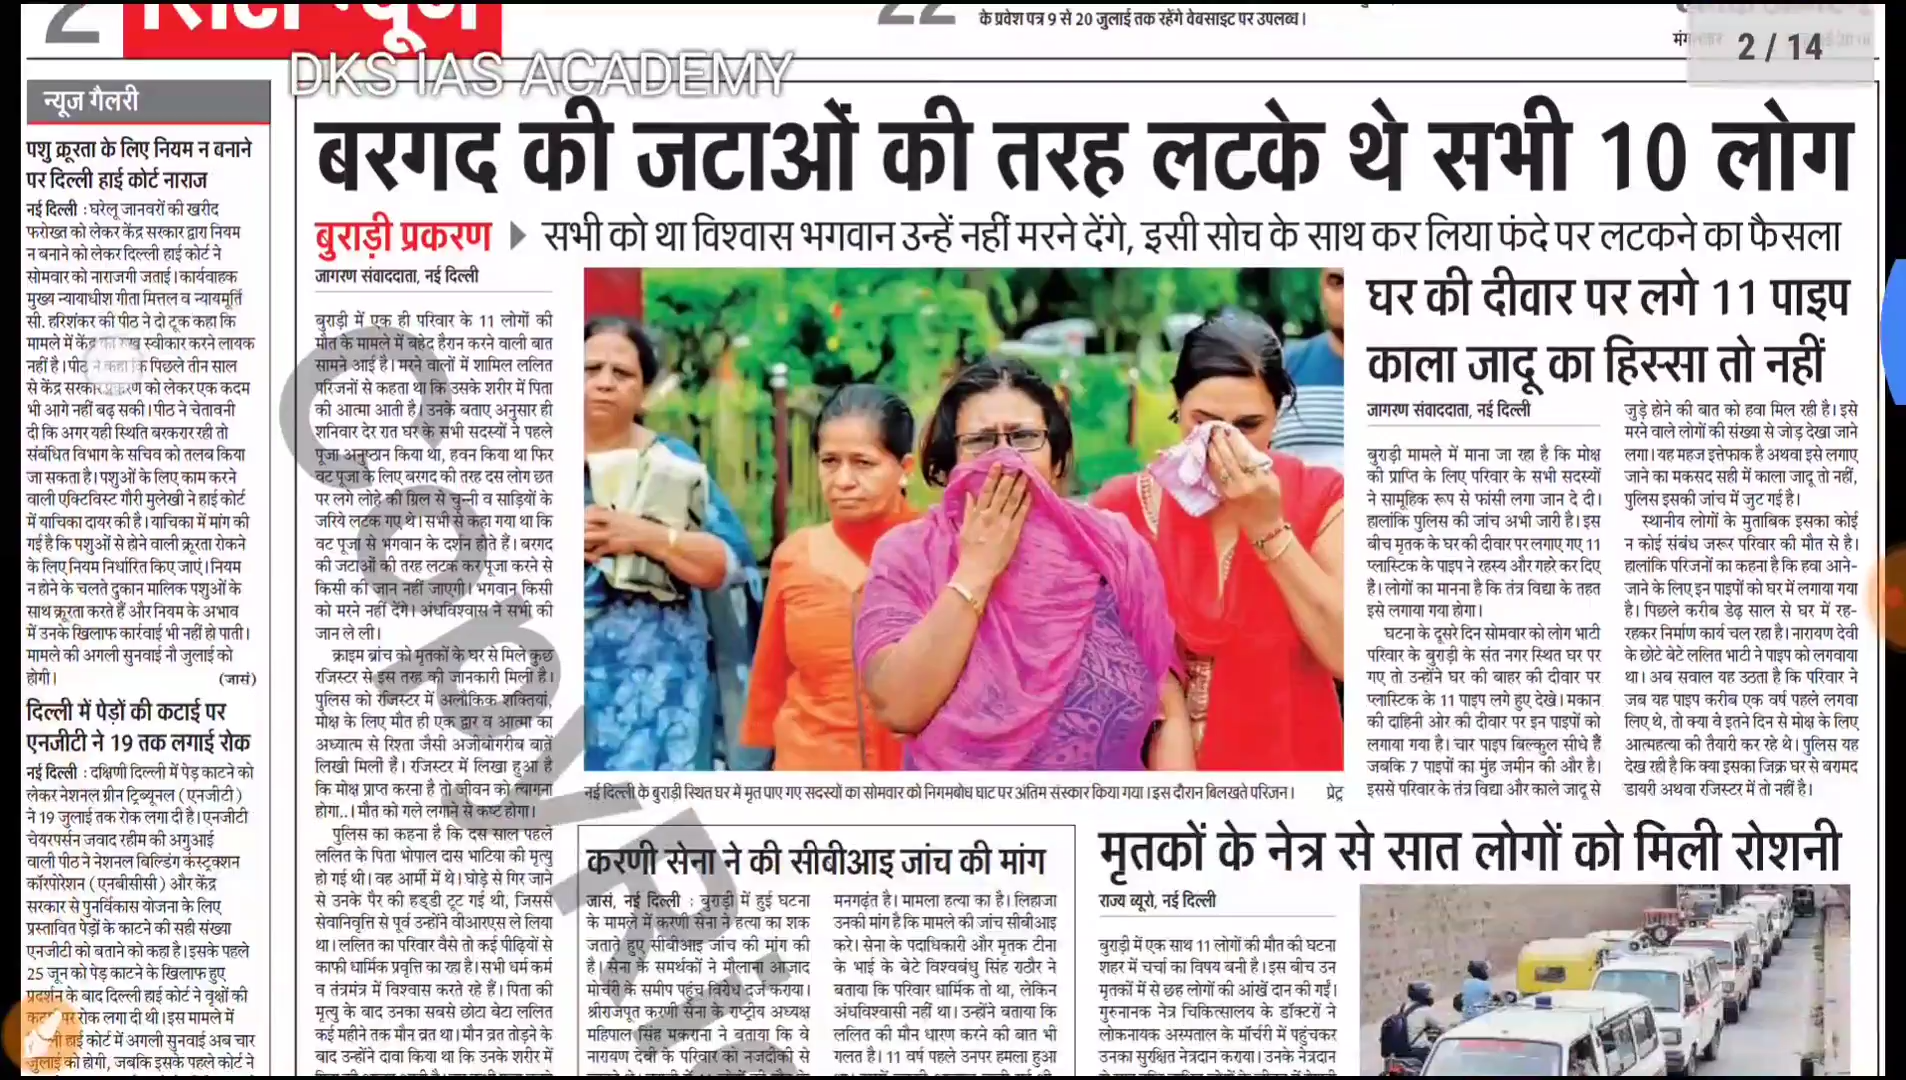 2 सिटी न्यूज
22
के प्रवेश पत्र 9 से 20 जुलाई तक रहेंगे वेबसाइट पर उपलब्ध।
2 / 14
DKS IAS ACADEMY
न्यूज गैलरी
पशु क्रूरता के लिए नियम न बनाने
पर दिल्ली हाई कोर्ट नाराज
नई दिल्ली : घरेलू जानवरों की खरीद
फरोख्त को लेकर केंद्र सरकार द्वारा नियम
न बनाने को लेकर दिल्ली हाई कोर्ट ने
सोमवार को नाराजगी जताई। कार्यवाहक
मुख्य न्यायाधीश गीता मित्तल व न्यायमूर्ति
सी. हरिशंकर की पीठ ने दो टूक कहा कि
मामले में केंद्र का रुख स्वीकार करने लायक
नहीं है। पीठ ने कहा कि पिछले तीन साल
से केंद्र सरकार प्रकरण को लेकर एक कदम
भी आगे नहीं बढ़ सकी। पीठ ने चेतावनी
दी कि अगर यही स्थिति बरकरार रही तो
संबंधित विभाग के सचिव को तलब किया
जा सकता है। पशुओं के लिए काम करने
वाली एक्टिविस्ट गौरी मुलेखी ने हाई कोर्ट
में याचिका दायर की है। याचिका में मांग की
गई है कि पशुओं से होने वाली क्रूरता रोकने
के लिए नियम निर्धारित किए जाएं। नियम
न होने के चलते दुकान मालिक पशुओं के
साथ क्रूरता करते हैं और नियम के अभाव
में उनके खिलाफ कार्रवाई भी नहीं हो पाती।
मामले की अगली सुनवाई नौ जुलाई को
होगी। (जासं)
दिल्ली में पेड़ों की कटाई पर
एनजीटी ने 19 तक लगाई रोक
नई दिल्ली : दक्षिणी दिल्ली में पेड़ काटने को
लेकर नेशनल ग्रीन ट्रिब्यूनल (एनजीटी)
ने 19 जुलाई तक रोक लगा दी है। एनजीटी
चेयरपर्सन जवाद रहीम की अगुआई
वाली पीठ ने नेशनल बिल्डिंग कंस्ट्रक्शन
कॉरपोरेशन (एनबीसीसी) और केंद्र
सरकार से पुनर्विकास योजना के लिए
प्रस्तावित पेड़ों के काटने की सही संख्या
एनजीटी को बताने को कहा है। इसके पहले
25 जून को पेड़ काटने के खिलाफ हुए
प्रदर्शन के बाद दिल्ली हाई कोर्ट ने वृक्षों की
पर रोक लगा दी थी। इस मामले में
हाई कोर्ट में अगली सुनवाई अब चार
जुलाई को होगी, जबकि इसके पहले कोर्ट ने
बरगद की जटाओं की तरह लटके थे सभी 10 लोग
बुराड़ी प्रकरण ▶ सभी को था विश्वास भगवान उन्हें नहीं मरने देंगे, इसी सोच के साथ कर लिया फंदे पर लटकने का फैसला
जागरण संवाददाता, नई दिल्ली
बुराड़ी में एक ही परिवार के 11 लोगों की
मौत के मामले में बेहद हैरान करने वाली बात
सामने आई है। मरने वालों में शामिल ललित
परिजनों से कहता था कि उसके शरीर में पिता
की आत्मा आती है। उनके बताए अनुसार ही
शनिवार देर रात घर के सभी सदस्यों ने पहले
पूजा अनुष्ठान किया था, हवन किया था फिर
वट पूजा के लिए बरगद की तरह दस लोग छत
पर लगे लोहे की ग्रिल से चुन्नी व साड़ियों के
जरिये लटक गए थे। सभी से कहा गया था कि
वट पूजा से भगवान के दर्शन होते हैं। बरगद
की जटाओं की तरह लटक कर पूजा करने से
किसी की जान नहीं जाएगी। भगवान किसी
को मरने नहीं देंगे। अंधविश्वास ने सभी की
जान ले ली।
क्राइम ब्रांच को मृतकों के घर से मिले कुछ
रजिस्टर से इस तरह की जानकारी मिली है।
पुलिस को रजिस्टर में अलौकिक शक्तियां,
मोक्ष के लिए मौत ही एक द्वार व आत्मा का
अध्यात्म से रिश्ता जैसी अजीबोगरीब बातें
लिखी मिली हैं। रजिस्टर में लिखा हुआ है
कि मोक्ष प्राप्त करना है तो जीवन को त्यागना
होगा..। मौत को गले लगाने से कष्ट होगा।
पुलिस का कहना है कि दस साल पहले
ललित के पिता भोपाल दास भाटिया की मृत्यु
हो गई थी। वह आर्मी में थे। घोड़े से गिर जाने
से उनके पैर की हड्डी टूट गई थी, जिससे
सेवानिवृत्ति से पूर्व उन्होंने वीआरएस ले लिया
था। ललित का परिवार वैसे तो कई पीढ़ियों से
काफी धार्मिक प्रवृत्ति का रहा है। सभी धर्म कर्म
व तंत्रमंत्र में विश्वास करते रहे हैं। पिता की
मृत्यु के बाद उनका सबसे छोटा बेटा ललित
कई महीने तक मौन व्रत था। मौन व्रत तोड़ने के
बाद उन्होंने दावा किया था कि उनके शरीर में
नई दिल्ली के बुराड़ी स्थित घर में मृत पाए गए सदस्यों का सोमवार को निगमबोध घाट पर अंतिम संस्कार किया गया। इस दौरान बिलखते परिजन। प्रेट्र
घर की दीवार पर लगे 11 पाइप
काला जादू का हिस्सा तो नहीं
जागरण संवाददाता, नई दिल्ली
बुराड़ी मामले में माना जा रहा है कि मोक्ष
की प्राप्ति के लिए परिवार के सभी सदस्यों
ने सामूहिक रूप से फांसी लगा जान दे दी।
हालांकि पुलिस की जांच अभी जारी है। इस
बीच मृतक के घर की दीवार पर लगाए गए 11
प्लास्टिक के पाइप ने रहस्य और गहरे कर दिए
हैं। लोगों का मानना है कि तंत्र विद्या के तहत
इसे लगाया गया होगा।
घटना के दूसरे दिन सोमवार को लोग भाटी
परिवार के बुराड़ी के संत नगर स्थित घर पर
गए तो उन्होंने घर की बाहर की दीवार पर
प्लास्टिक के 11 पाइप लगे हुए देखे। मकान
की दाहिनी ओर की दीवार पर इन पाइपों को
लगाया गया है। चार पाइप बिल्कुल सीधे हैं
जबकि 7 पाइपों का मुंह जमीन की और है।
इससे परिवार के तंत्र विद्या और काले जादू से
जुड़े होने की बात को हवा मिल रही है। इसे
मरने वाले लोगों की संख्या से जोड़ देखा जाने
लगा। यह महज इत्तेफाक है अथवा इसे लगाए
जाने का मकसद सही में काला जादू तो नहीं,
पुलिस इसकी जांच में जुट गई है।
स्थानीय लोगों के मुताबिक इसका कोई
न कोई संबंध जरूर परिवार की मौत से है।
हालांकि परिजनों का कहना है कि हवा आने-
जाने के लिए इन पाइपों को घर में लगाया गया
है। पिछले करीब डेढ़ साल से घर में रह-
रहकर निर्माण कार्य चल रहा है। नारायण देवी
के छोटे बेटे ललित भाटी ने पाइप को लगवाया
था। अब सवाल यह उठता है कि परिवार ने
जब यह पाइप करीब एक वर्ष पहले लगवा
लिए थे, तो क्या वे इतने दिन से मोक्ष के लिए
आत्महत्या की तैयारी कर रहे थे। पुलिस यह
देख रही है कि क्या इसका जिक्र घर से बरामद
डायरी अथवा रजिस्टर में तो नहीं है।
करणी सेना ने की सीबीआइ जांच की मांग
जासं, नई दिल्ली : बुराड़ी में हुई घटना
के मामले में करणी सेना ने हत्या का शक
जताते हुए सीबीआइ जांच की मांग की
है। सेना के समर्थकों ने मौलाना आजाद
मोर्चरी के समीप पहुंच विरोध दर्ज कराया।
श्रीराजपूत करणी सेना के राष्ट्रीय अध्यक्ष
महिपाल सिंह मकराना ने बताया कि वे
नारायण देवी के परिवार को नजदीकी से
मनगढ़ंत है। मामला हत्या का है। लिहाजा
उनकी मांग है कि मामले की जांच सीबीआइ
करे। सेना के पदाधिकारी और मृतक टीना
के भाई के बेटे विश्वबंधु सिंह राठौर ने
बताया कि परिवार धार्मिक तो था, लेकिन
अंधविश्वासी नहीं था। उन्होंने बताया कि
ललित की मौन धारण करने की बात भी
गलत है। 11 वर्ष पहले उनपर हमला हुआ
मृतकों के नेत्र से सात लोगों को मिली रोशनी
राज्य ब्यूरो, नई दिल्ली
बुराड़ी में एक साथ 11 लोगों की मौत की घटना
शहर में चर्चा का विषय बनी है। इस बीच उन
मृतकों में से छह लोगों की आंखें दान की गईं।
गुरुनानक नेत्र चिकित्सालय के डॉक्टरों ने
लोकनायक अस्पताल के मॉर्चरी में पहुंचकर
उनका सुरक्षित नेत्रदान कराया। उनके नेत्रदान